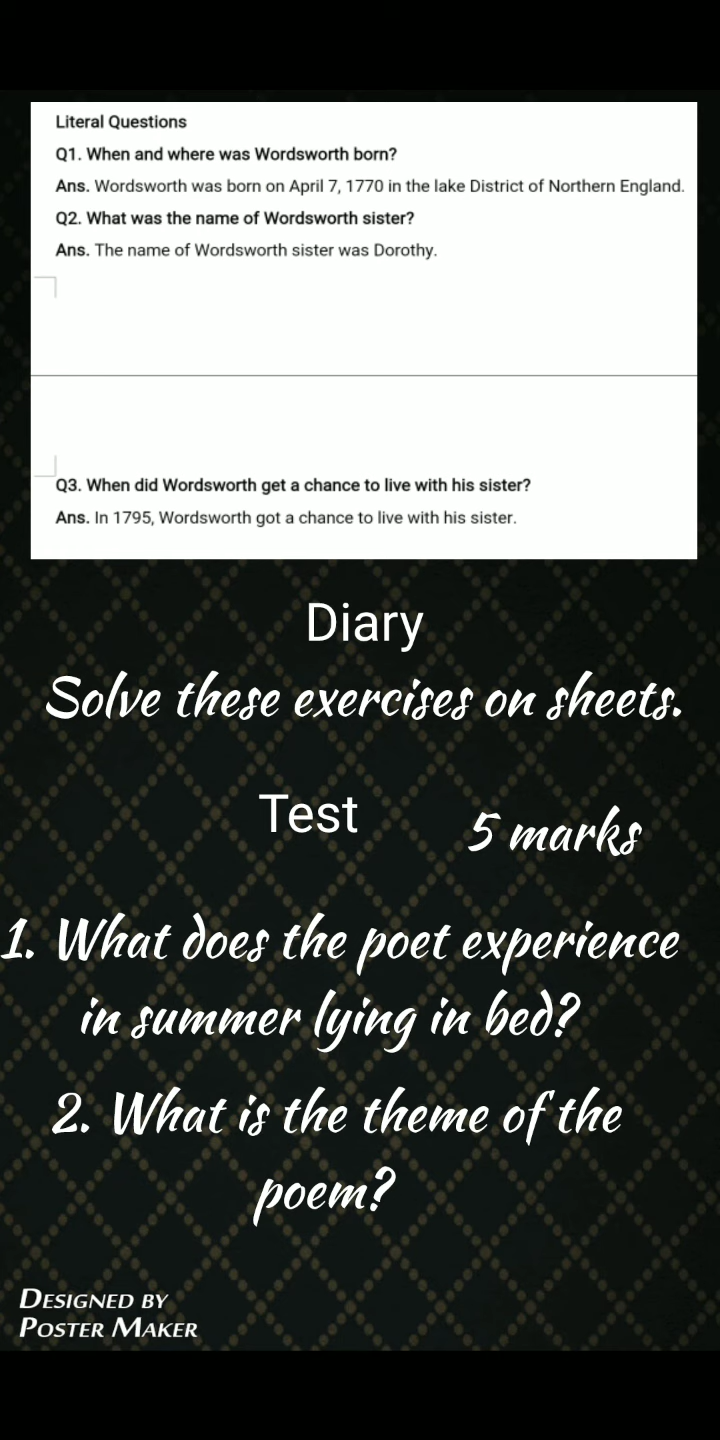 Literal Questions
Q1. When and where was Wordsworth born?
Ans. Wordsworth was born on April 7, 1770 in the lake District of Northern England.
Q2. What was the name of Wordsworth sister?
Ans. The name of Wordsworth sister was Dorothy.
Q3. When did Wordsworth get a chance to live with his sister?
Ans. In 1795, Wordsworth got a chance to live with his sister.
Diary
Solve these exercises on sheets.
Test
5 marks
1. What does the poet experience
in summer lying in bed?
2. What is the theme of the
poem?
DESIGNED BY
POSTER MAKER